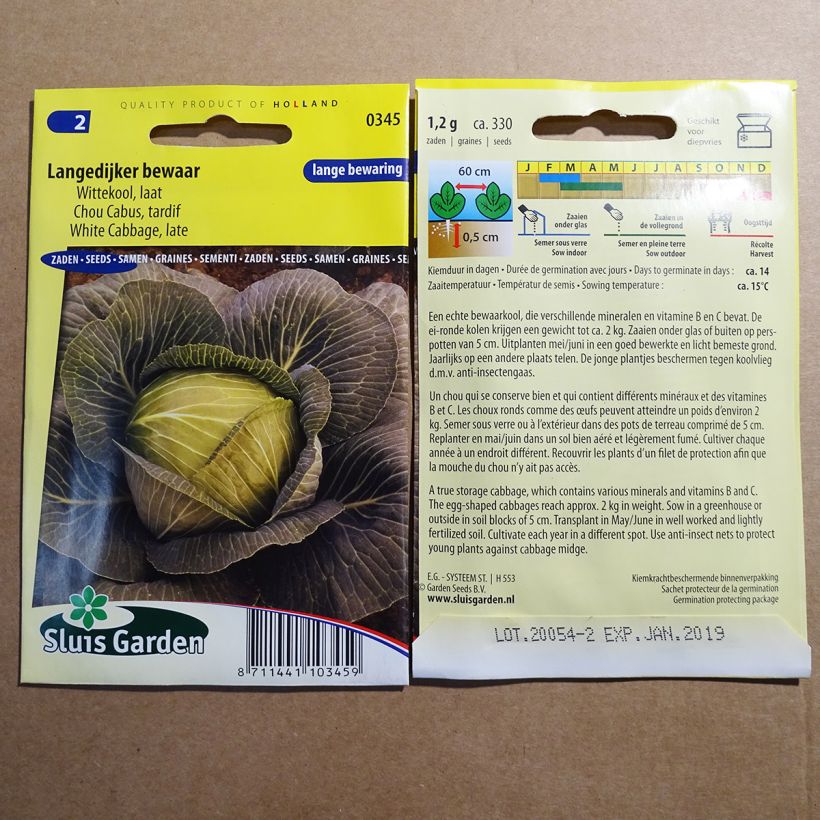 QUALITY PRODUCT OF HOLLAND
2
0345
Langedijker bewaar
lange bewaring
Wittekool, laat
Chou Cabus, tardif
White Cabbage, late
ZADEN • SEEDS • SAMEN • GRAINES • SEMENTI • ZADEN • SEEDS • SAMEN • GRAINES • SE
Sluis Garden
8 711441 103459
1,2 g ca. 330
zaden | graines | seeds
Geschikt
voor
diepvries
60 cm
0,5 cm
J F M A M J J A S O N D
Zaaien
onder glas
Semer sous verre
Sow indoor
Zaaien in
de vollegrond
Semer en pleine terre
Sow outdoor
Oogsttijd
Récolte
Harvest
Kiemduur in dagen • Durée de germination avec jours • Days to germinate in days : ca. 14
Zaaitemperatuur • Températur de semis • Sowing temperature : ca. 15°C
Een echte bewaarkool, die verschillende mineralen en vitamine B en C bevat. De
ei-ronde kolen krijgen een gewicht tot ca. 2 kg. Zaaien onder glas of buiten op pers-
potten van 5 cm. Uitplanten mei/juni in een goed bewerkte en licht bemeste grond.
Jaarlijks op een andere plaats telen. De jonge plantjes beschermen tegen koolvlieg
d.m.v. anti-insectengaas.
Un chou qui se conserve bien et qui contient différents minéraux et des vitamines
B et C. Les choux ronds comme des œufs peuvent atteindre un poids d'environ 2
kg. Semer sous verre ou à l'extérieur dans des pots de terreau comprimé de 5 cm.
Replanter en mai/juin dans un sol bien aéré et légèrement fumé. Cultiver chaque
année à un endroit différent. Recouvrir les plants d'un filet de protection afin que
la mouche du chou n'y ait pas accès.
A true storage cabbage, which contains various minerals and vitamins B and C.
The egg-shaped cabbages reach approx. 2 kg in weight. Sow in a greenhouse or
outside in soil blocks of 5 cm. Transplant in May/June in well worked and lightly
fertilized soil. Cultivate each year in a different spot. Use anti-insect nets to protect
young plants against cabbage midge.
E.G. - SYSTEEM ST. | H 553
© Garden Seeds B.V.
www.sluisgarden.nl
Kiemkrachtbeschermende binnenverpakking
Sachet protecteur de la germination
Germination protecting package
LOT.20054-2 EXP.JAN.2019